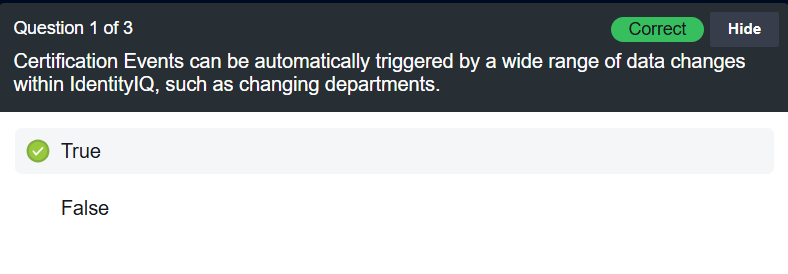 Question 1 of 3
Correct
Hide
Certification Events can be automatically triggered by a wide range of data changes
within IdentityIQ, such as changing departments.
True
False